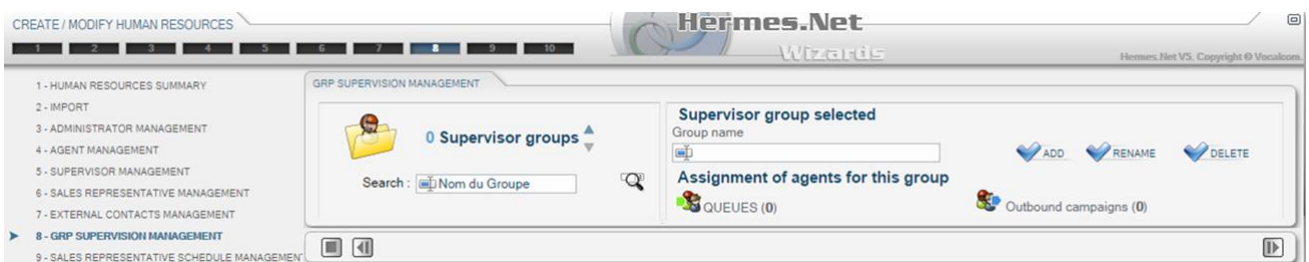 CREATE / MODIFY HUMAN RESOURCES
Hermes.Net
1 2 3 4 5 6 7 8 9 10
Wizards
Hermes.Net V5, Copyright © Vocalcom.
1 - HUMAN RESOURCES SUMMARY
2 - IMPORT
3 - ADMINISTRATOR MANAGEMENT
4 - AGENT MANAGEMENT
5 - SUPERVISOR MANAGEMENT
6 - SALES REPRESENTATIVE MANAGEMENT
7 - EXTERNAL CONTACTS MANAGEMENT
8 - GRP SUPERVISION MANAGEMENT
9 - SALES REPRESENTATIVE SCHEDULE MANAGEMEN
GRP SUPERVISION MANAGEMENT
0 Supervisor groups
Search : Nom du Groupe
Supervisor group selected
Group name
ADD RENAME DELETE
Assignment of agents for this group
QUEUES (0) Outbound campaigns (0)